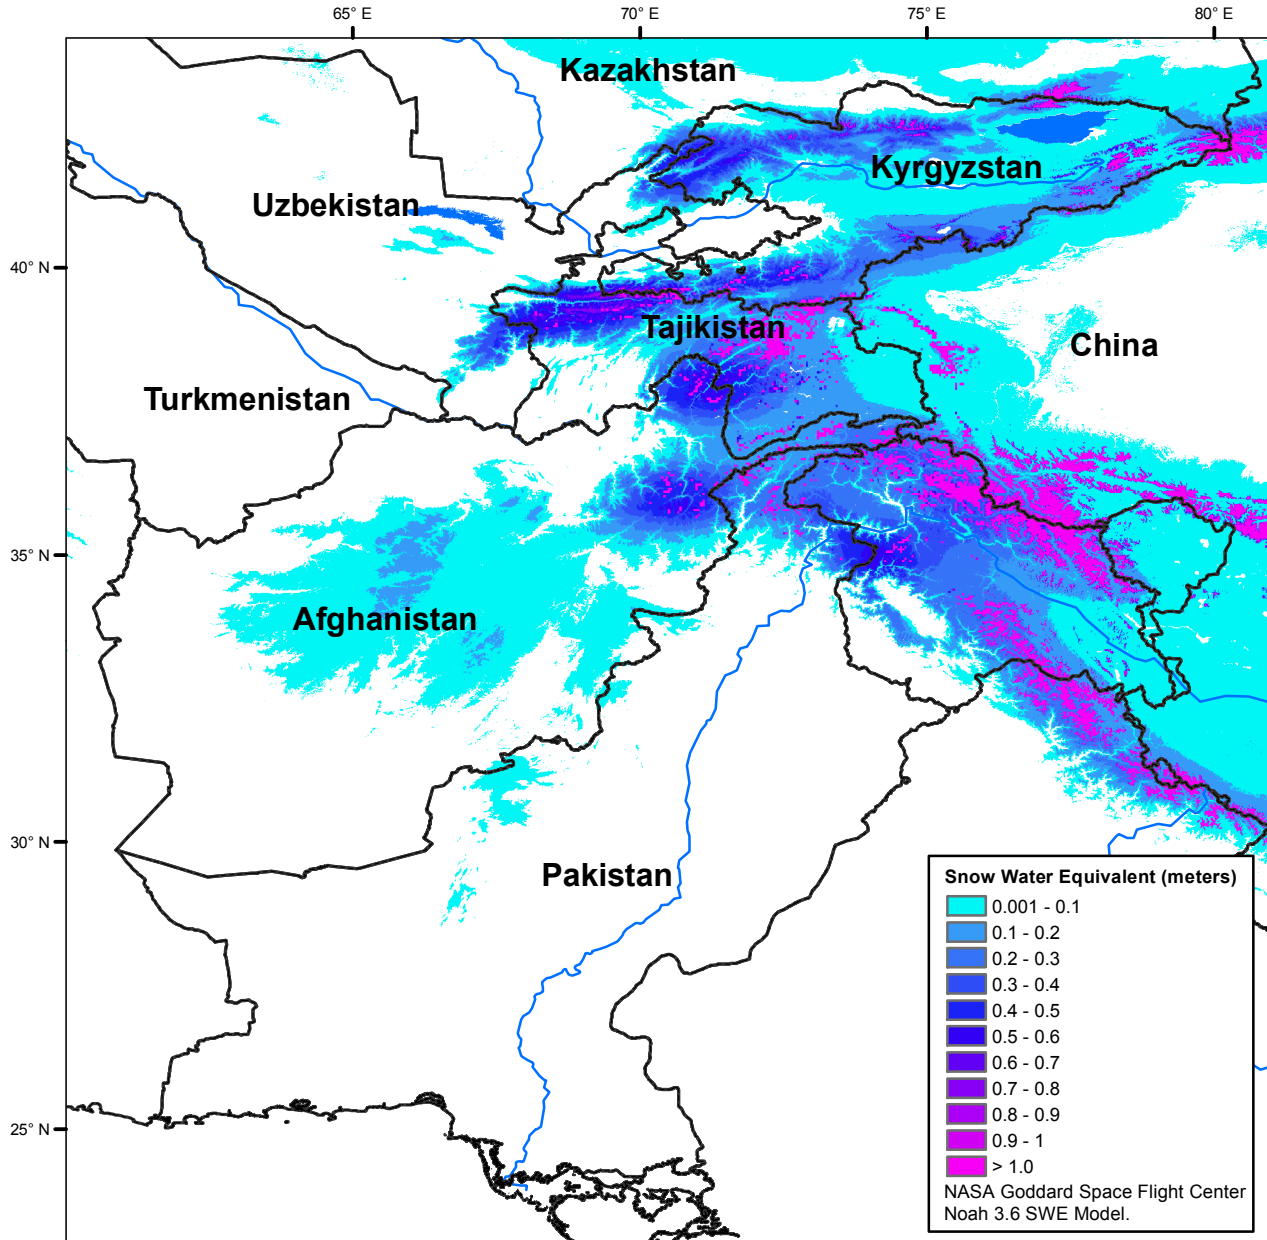 65° E
70° E
75° E
80° E
Kazakhstan
Kyrgyzstan
Uzbekistan
40° N
Tajikistan
China
Turkmenistan
35° N
Afghanistan
30° N
Pakistan
25° N
Snow Water Equivalent (meters)
0.001 - 0.1
0.1 - 0.2
0.2 - 0.3
0.3 - 0.4
0.4 - 0.5
0.5 - 0.6
0.6 - 0.7
0.7 - 0.8
0.8 - 0.9
0.9 - 1
> 1.0
NASA Goddard Space Flight Center
Noah 3.6 SWE Model.